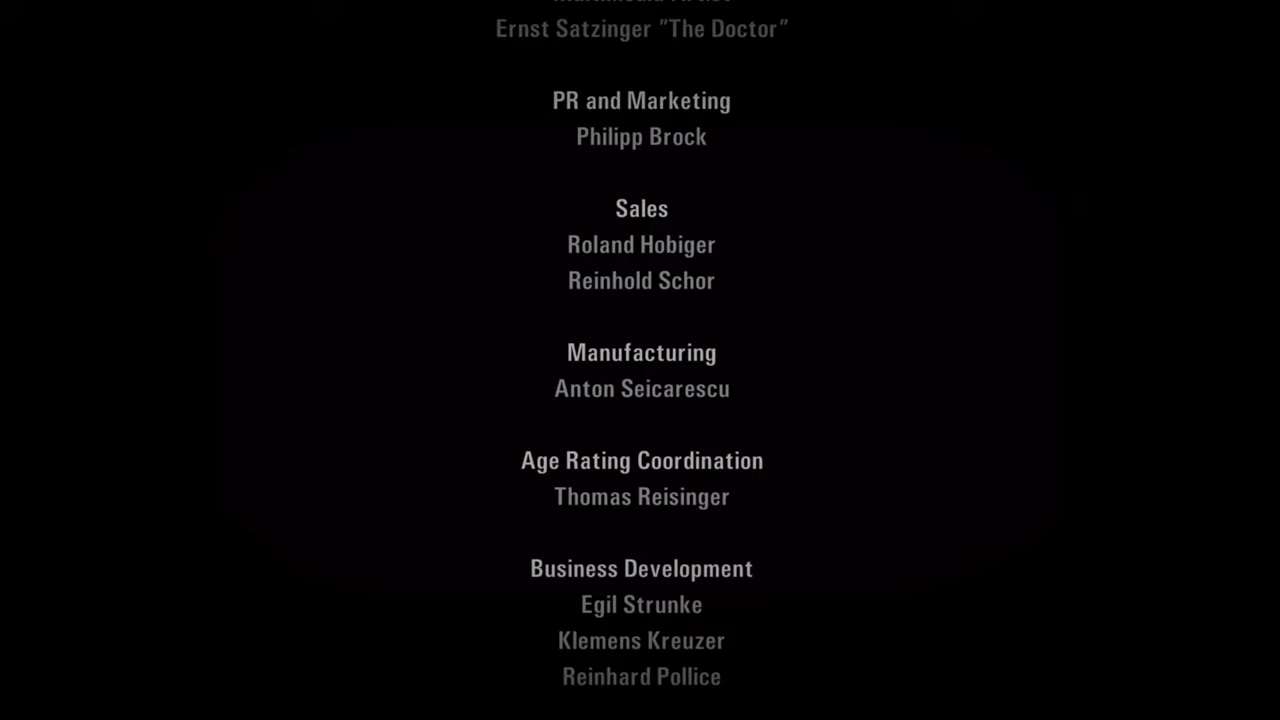 Ernst Satzinger "The Doctor"
PR and Marketing
Philipp Brock
Sales
Roland Hobiger
Reinhold Schor
Manufacturing
Anton Seicarescu
Age Rating Coordination
Thomas Reisinger
Business Development
Egil Strunke
Klemens Kreuzer
Reinhard Pollice